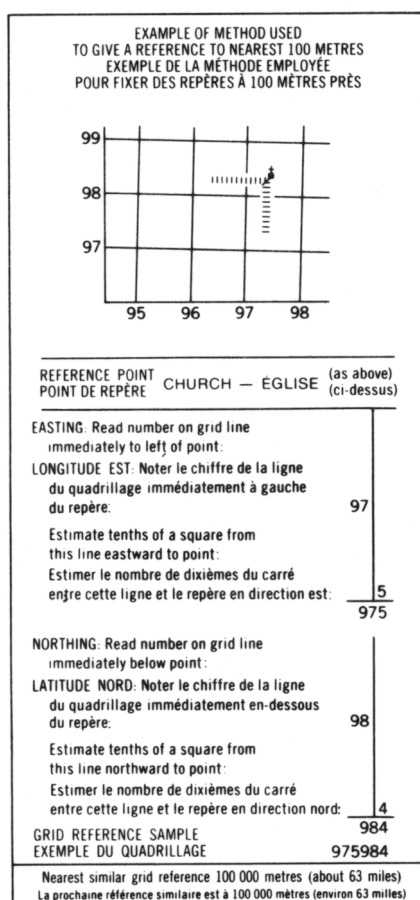 EXAMPLE OF METHOD USED
TO GIVE A REFERENCE TO NEAREST 100 METRES
EXEMPLE DE LA MÉTHODE EMPLOYÉE
POUR FIXER DES REPÈRES À 100 MÈTRES PRÈS
99
98
97
95 96 97 98
REFERENCE POINT
POINT DE REPÈRE
CHURCH — ÉGLISE
(as above)
(ci-dessus)
EASTING: Read number on grid line
immediately to left of point:
LONGITUDE EST: Noter le chiffre de la ligne
du quadrillage immédiatement à gauche
du repère: 97
Estimate tenths of a square from
this line eastward to point:
Estimer le nombre de dixièmes du carré
entre cette ligne et le repère en direction est: 5
975
NORTHING: Read number on grid line
immediately below point:
LATITUDE NORD: Noter le chiffre de la ligne
du quadrillage immédiatement en-dessous
du repère: 98
Estimate tenths of a square from
this line northward to point:
Estimer le nombre de dixièmes du carré
entre cette ligne et le repère en direction nord: 4
984
GRID REFERENCE SAMPLE
EXEMPLE DU QUADRILLAGE 975984
Nearest similar grid reference 100 000 metres (about 63 miles)
La prochaine référence similaire est à 100 000 mètres (environ 63 milles)